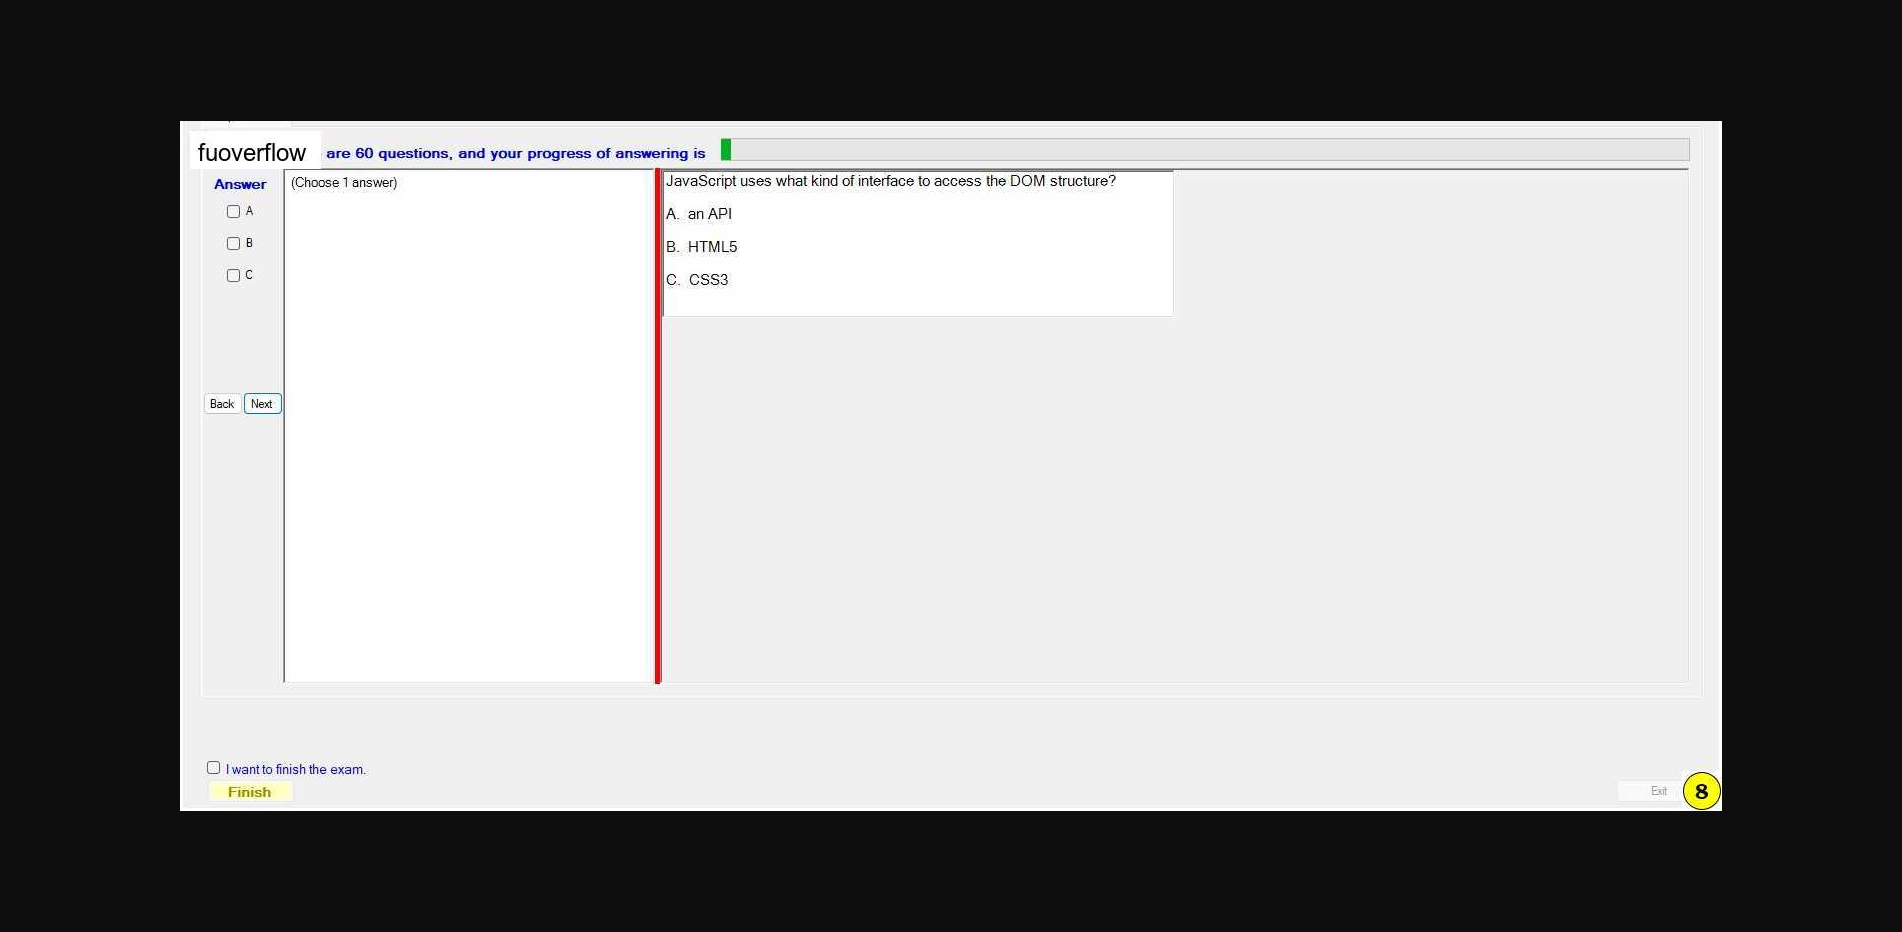 fuoverflow are 60 questions, and your progress of answering is
Answer
(Choose 1 answer)
A
B
C
Back Next
JavaScript uses what kind of interface to access the DOM structure?
A. an API
B. HTML5
C. CSS3
I want to finish the exam.
Finish
Exit
8